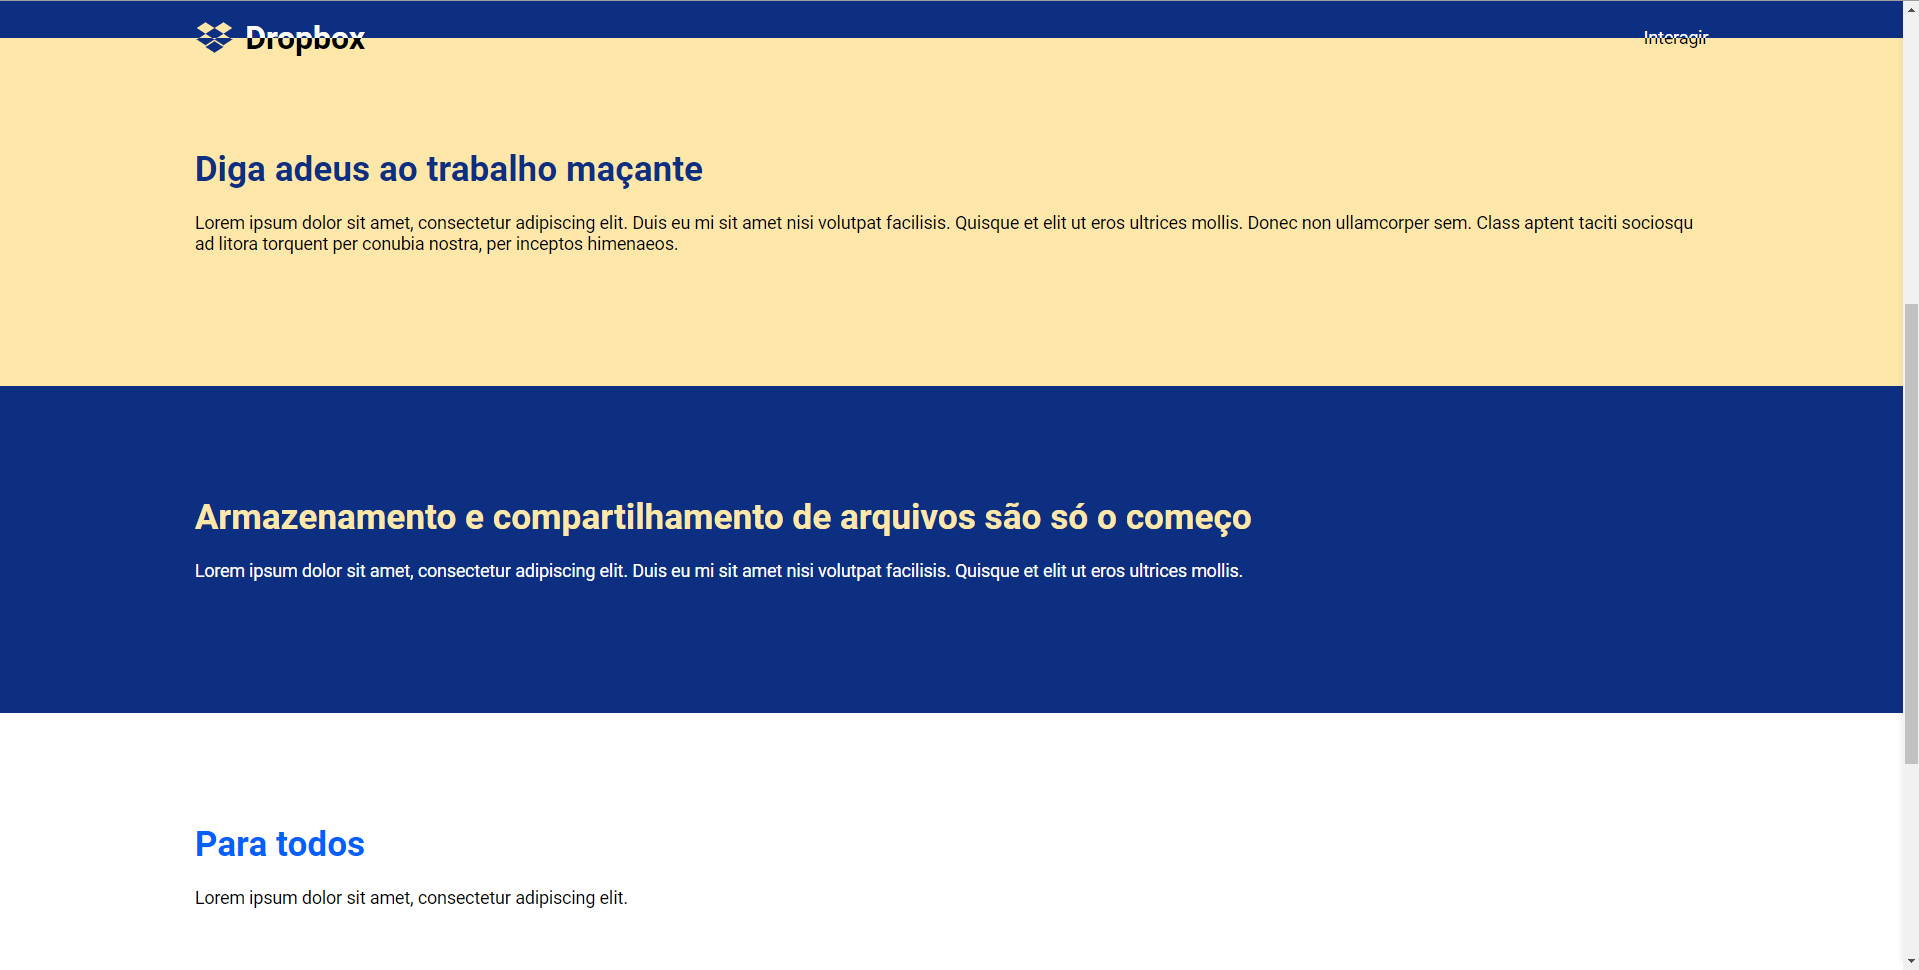 Dropbox
Interagir
Diga adeus ao trabalho maçante
Lorem ipsum dolor sit amet, consectetur adipiscing elit. Duis eu mi sit amet nisi volutpat facilisis. Quisque et elit ut eros ultrices mollis. Donec non ullamcorper sem. Class aptent taciti sociosqu
ad litora torquent per conubia nostra, per inceptos himenaeos.
Armazenamento e compartilhamento de arquivos são só o começo
Lorem ipsum dolor sit amet, consectetur adipiscing elit. Duis eu mi sit amet nisi volutpat facilisis. Quisque et elit ut eros ultrices mollis.
Para todos
Lorem ipsum dolor sit amet, consectetur adipiscing elit.